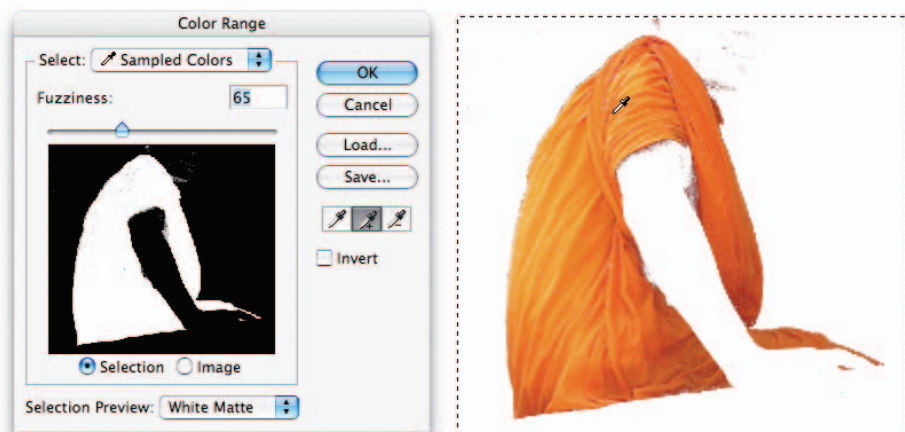 Color Range
Select: Sampled Colors
OK
Fuzziness: 65
Cancel
Load...
Save...
Invert
Selection Image
Selection Preview: White Matte